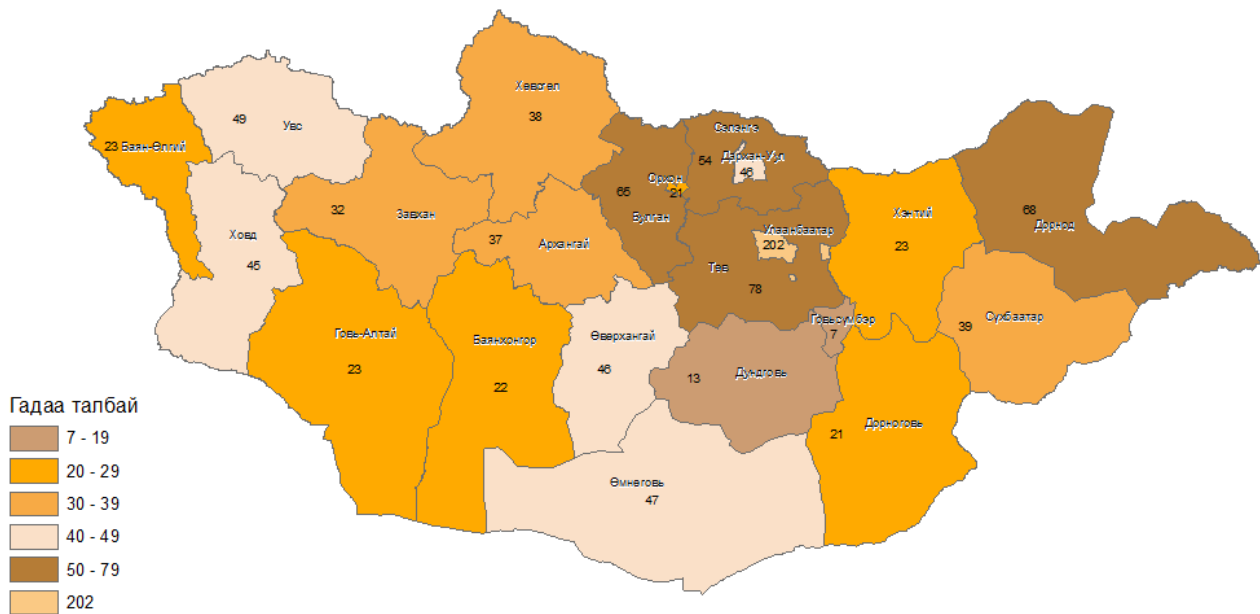 Хөвсгөл
38
49
Увс
23 Баян-Өлгий
Сэлэнгэ
54
Дархан-Уул
46
Орхон
21
65
Булган
32
Завхан
37
Архангай
Ховд
45
Улаанбаатар
202
Төв
78
Хэнтий
23
68
Дорнод
Говь-Алтай
23
Баянхонгор
22
Өвөрхангай
46
13
Дундговь
Говьсүмбэр
7
39
Сүхбаатар
21
Дорноговь
Өмнөговь
47
Гадаа талбай
7 - 19
20 - 29
30 - 39
40 - 49
50 - 79
202